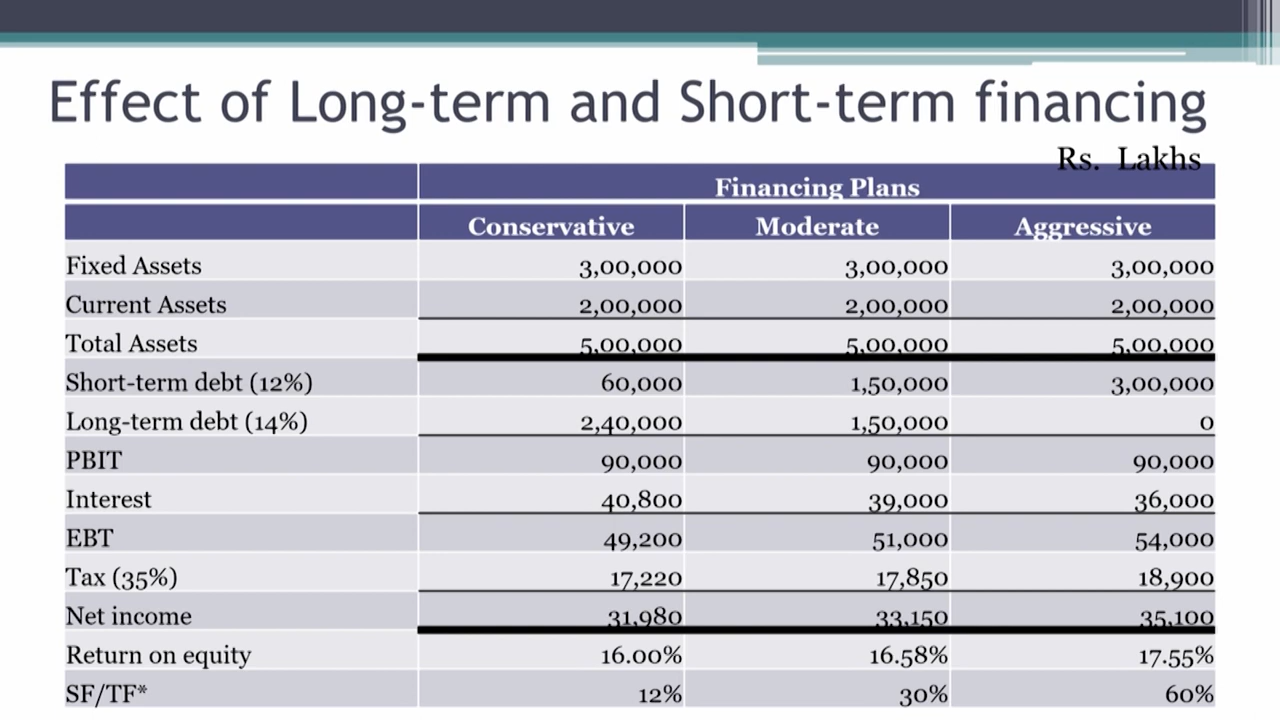 Effect of Long-term and Short-term financing
Rs. Lakhs
Financing Plans
Conservative Moderate Aggressive
Fixed Assets 3,00,000 3,00,000 3,00,000
Current Assets 2,00,000 2,00,000 2,00,000
Total Assets 5,00,000 5,00,000 5,00,000
Short-term debt (12%) 60,000 1,50,000 3,00,000
Long-term debt (14%) 2,40,000 1,50,000 0
PBIT 90,000 90,000 90,000
Interest 40,800 39,000 36,000
EBT 49,200 51,000 54,000
Tax (35%) 17,220 17,850 18,900
Net income 31,980 33,150 35,100
Return on equity 16.00% 16.58% 17.55%
SF/TF* 12% 30% 60%